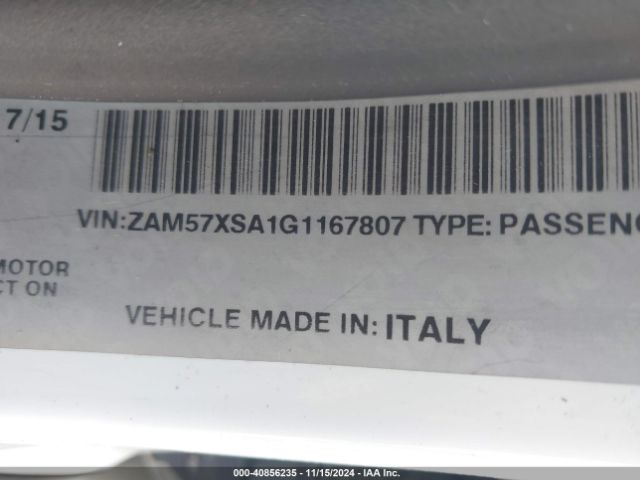 7/15
VIN:ZAM57XSA1G1167807 TYPE: PASSENG
MOTOR
CT ON
VEHICLE MADE IN: ITALY
000-40856235 - 11/15/2024 - IAA Inc.